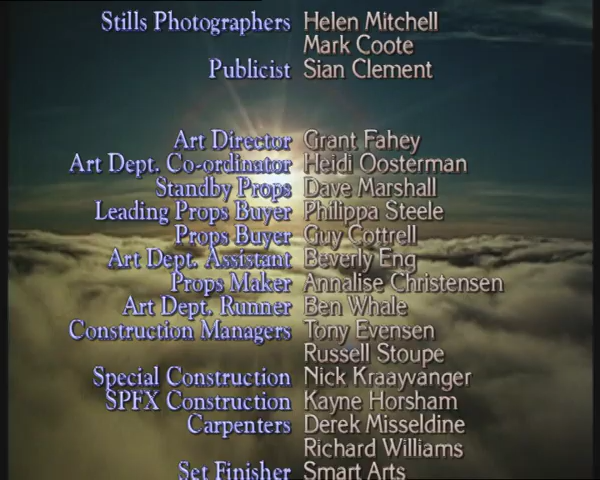 Stills Photographers Helen Mitchell
Mark Coote
Publicist Sian Clement
Art Director Grant Fahey
Art Dept. Co-ordinator Heidi Oosterman
Standby Props Dave Marshall
Leading Props Buyer Philippa Steele
Props Buyer Guy Cottrell
Art Dept. Assistant Beverly Eng
Props Maker Annalise Christensen
Art Dept. Runner Ben Whale
Construction Managers Tony Evensen
Russell Stoupe
Special Construction Nick Kraayvanger
SPFX Construction Kayne Horsham
Carpenters Derek Misseldine
Richard Williams
Set Finisher Smart Arts